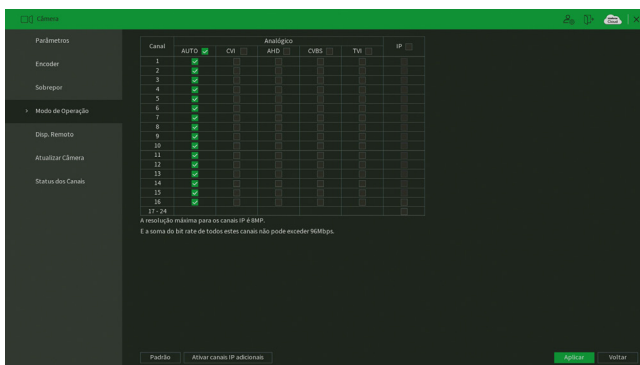 Câmera
Parâmetros
Encoder
Sobrepor
Modo de Operação
Disp. Remoto
Atualizar Câmera
Status dos Canais
Canal Analógico IP
AUTO CVI AHD CVBS TVI
1
2
3
4
5
6
7
8
9
10
11
12
13
14
15
16
17 - 24
A resolução máxima para os canais IP é 8MP.
E a soma do bit rate de todos estes canais não pode exceder 96Mbps.
Padrão Ativar canais IP adicionais Aplicar Voltar